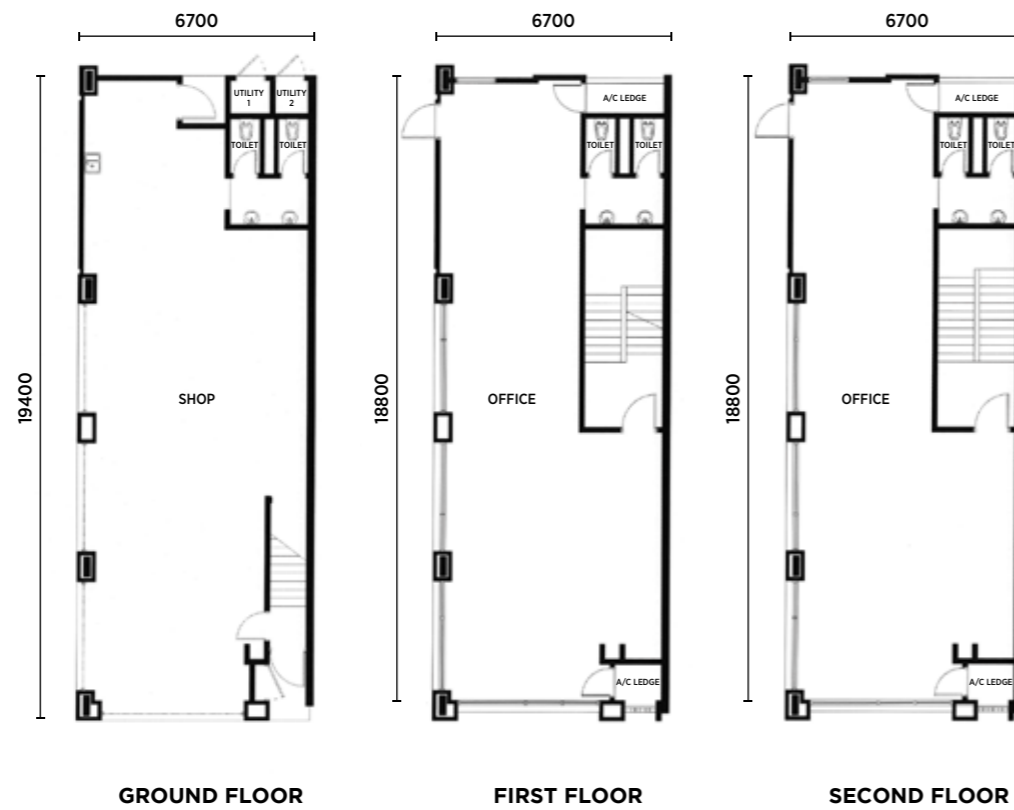 6700
6700
6700
UTILITY
1
UTILITY
2
TOILET
TOILET
A/C LEDGE
TOILET
TOILET
A/C LEDGE
TOILET
TOILET
19400
SHOP
18800
OFFICE
18800
OFFICE
A/C LEDGE
A/C LEDGE
GROUND FLOOR
FIRST FLOOR
SECOND FLOOR